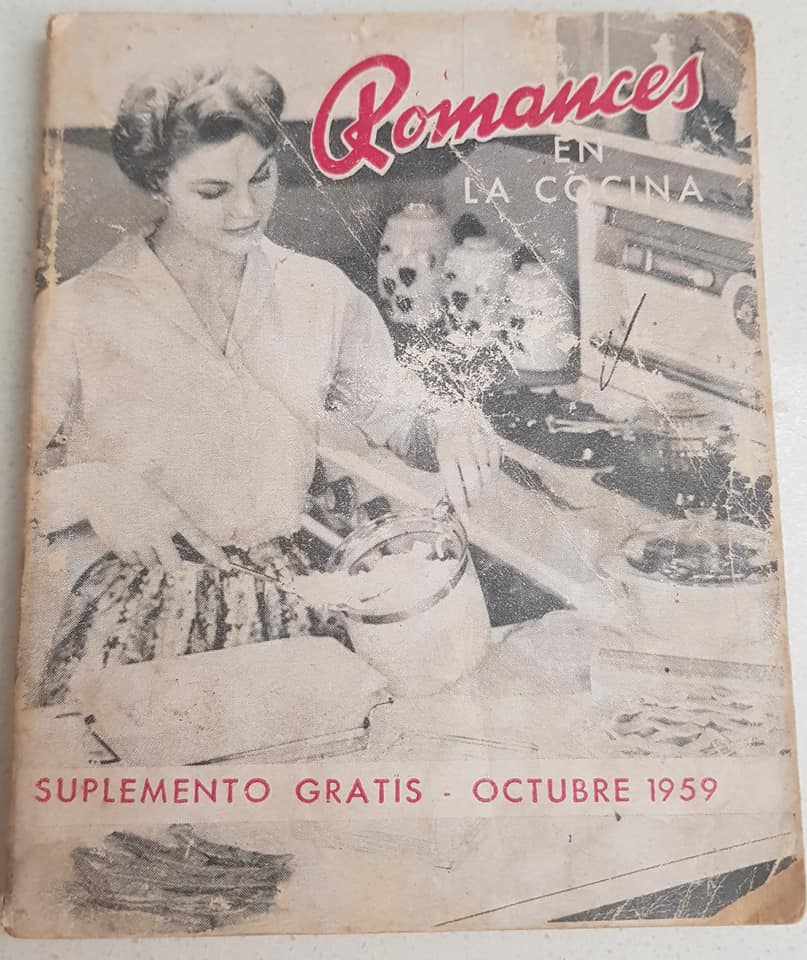 Romances
EN
LA COCINA
SUPLEMENTO GRATIS - OCTUBRE 1959